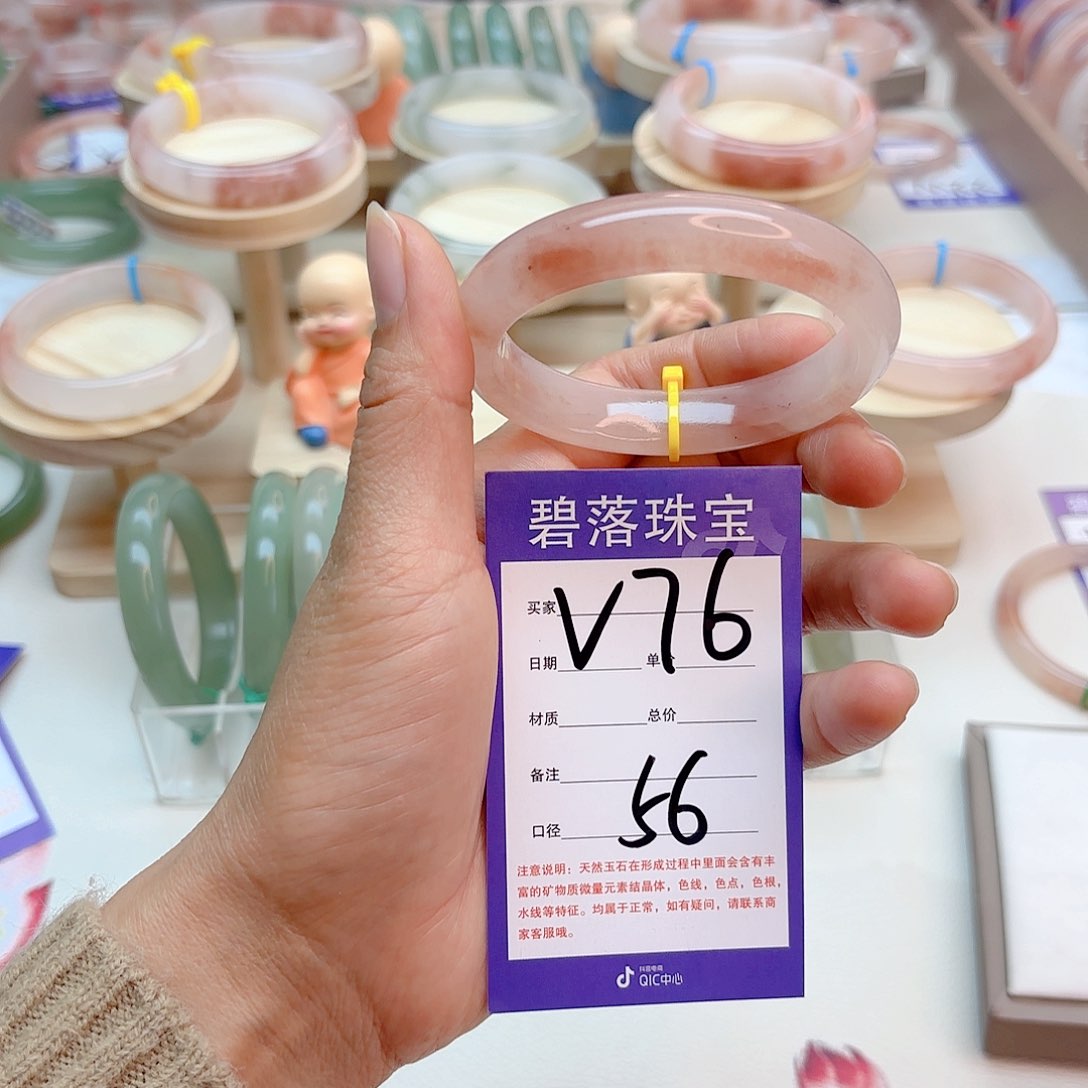 碧落珠宝
买家 V76
日期 单
材质 总价
备注
口径 56
注意说明：天然玉石在形成过程中里面会含有丰
富的矿物质微量元素结晶体，色线，色点，色根，
水线等特征。均属于正常，如有疑问，请联系商
家客服哦。
抖音电商
QIC中心